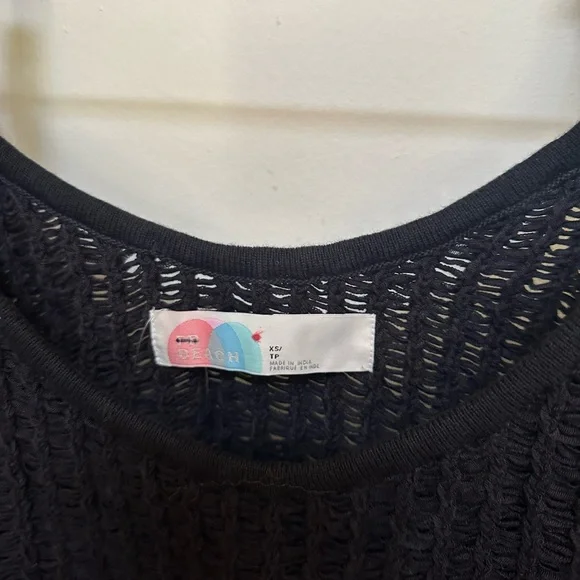 BEACH
XS/
TP
MADE IN INDIA
FABRIQUÉ EN INDE